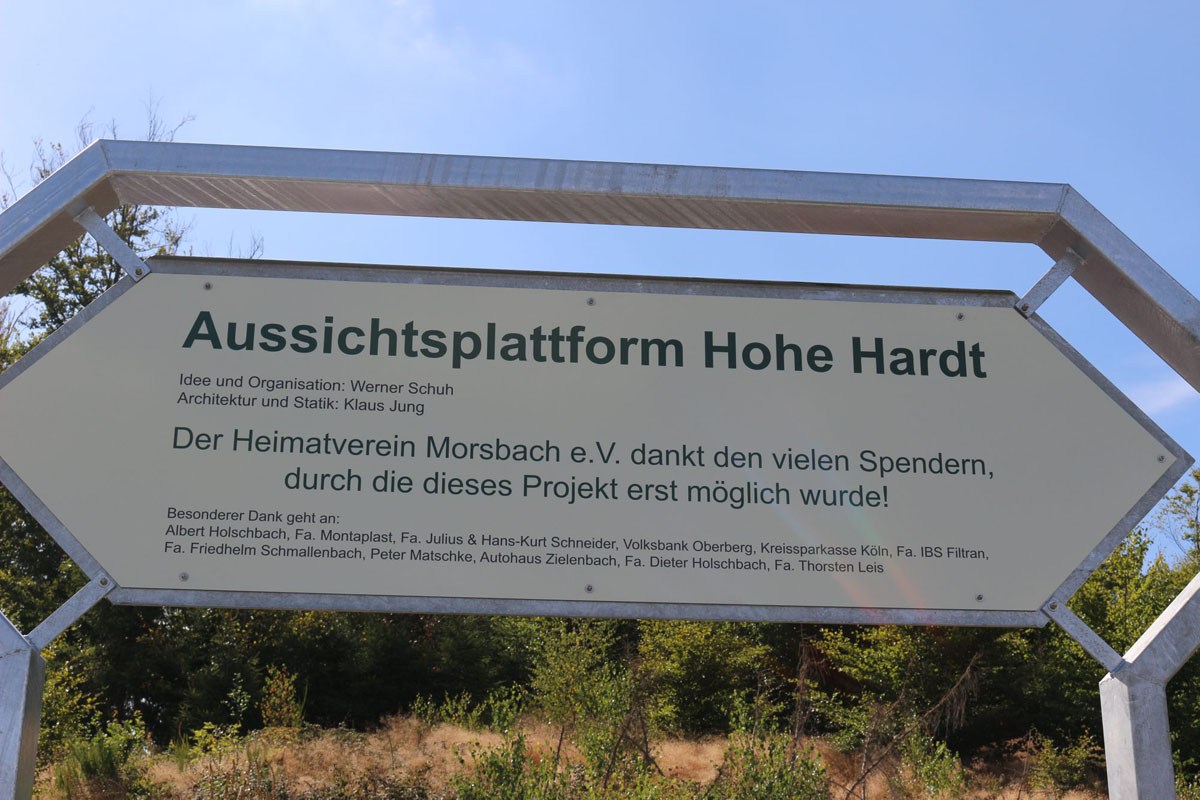 Aussichtsplattform Hohe Hardt
Idee und Organisation: Werner Schuh
Architektur und Statik: Klaus Jung
Der Heimatverein Morsbach e.V. dankt den vielen Spendern,
durch die dieses Projekt erst möglich wurde!
Besonderer Dank geht an:
Albert Holschbach, Fa. Montaplast, Fa. Julius & Hans-Kurt Schneider, Volksbank Oberberg, Kreissparkasse Köln, Fa. IBS Filtran,
Fa. Friedhelm Schmallenbach, Peter Matschke, Autohaus Zielenbach, Fa. Dieter Holschbach, Fa. Thorsten Leis